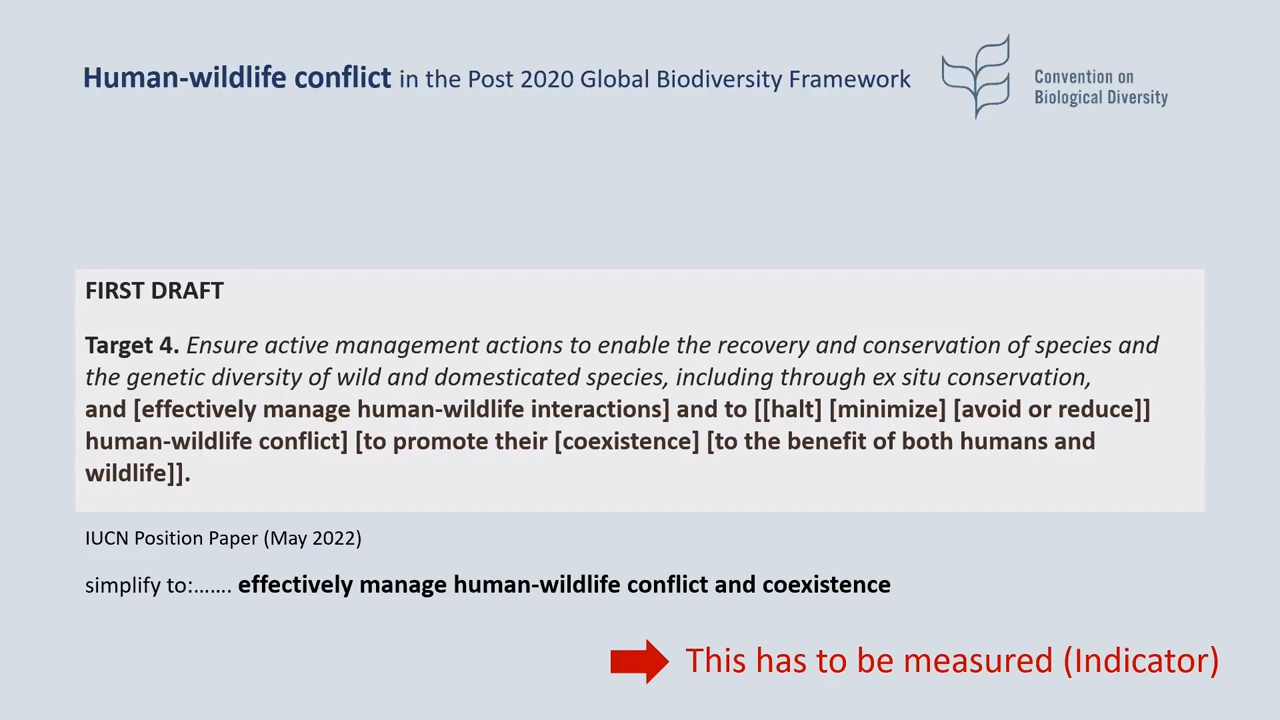 Human-wildlife conflict in the Post 2020 Global Biodiversity Framework
Convention on
Biological Diversity
FIRST DRAFT
Target 4. Ensure active management actions to enable the recovery and conservation of species and
the genetic diversity of wild and domesticated species, including through ex situ conservation,
and [effectively manage human-wildlife interactions] and to [[halt] [minimize] [avoid or reduce]]
human-wildlife conflict] [to promote their [coexistence] [to the benefit of both humans and
wildlife]].
IUCN Position Paper (May 2022)
simplify to:……. effectively manage human-wildlife conflict and coexistence
This has to be measured (Indicator)